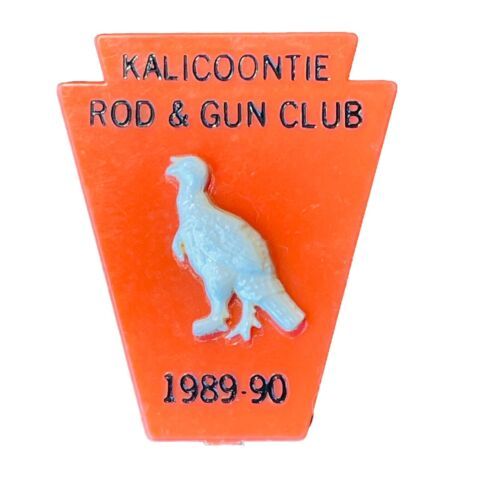 KALICOONTIE
ROD & GUN CLUB
1989-90